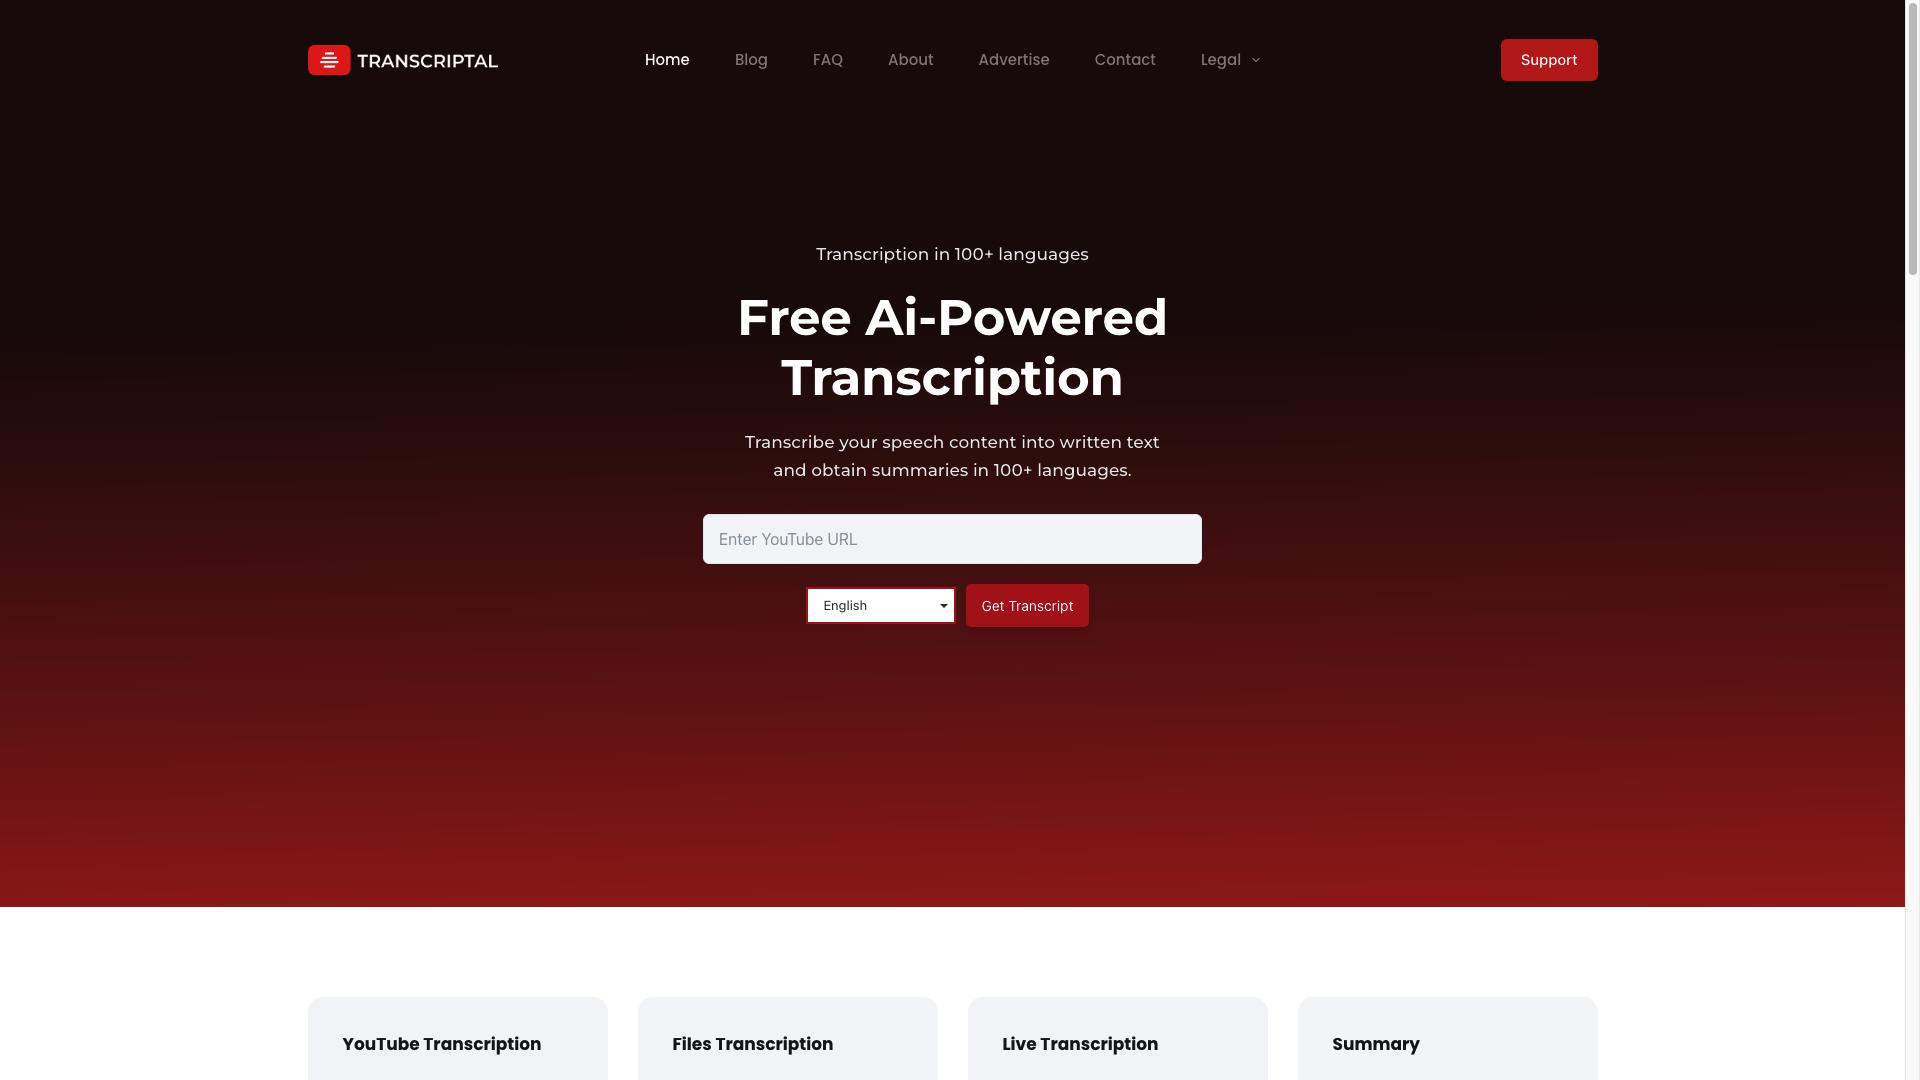 TRANSCRIPTAL
Home
Blog
FAQ
About
Advertise
Contact
Legal
Support
Transcription in 100+ languages
Free Ai-Powered
Transcription
Transcribe your speech content into written text
and obtain summaries in 100+ languages.
Enter YouTube URL
English
Get Transcript
YouTube Transcription
Files Transcription
Live Transcription
Summary